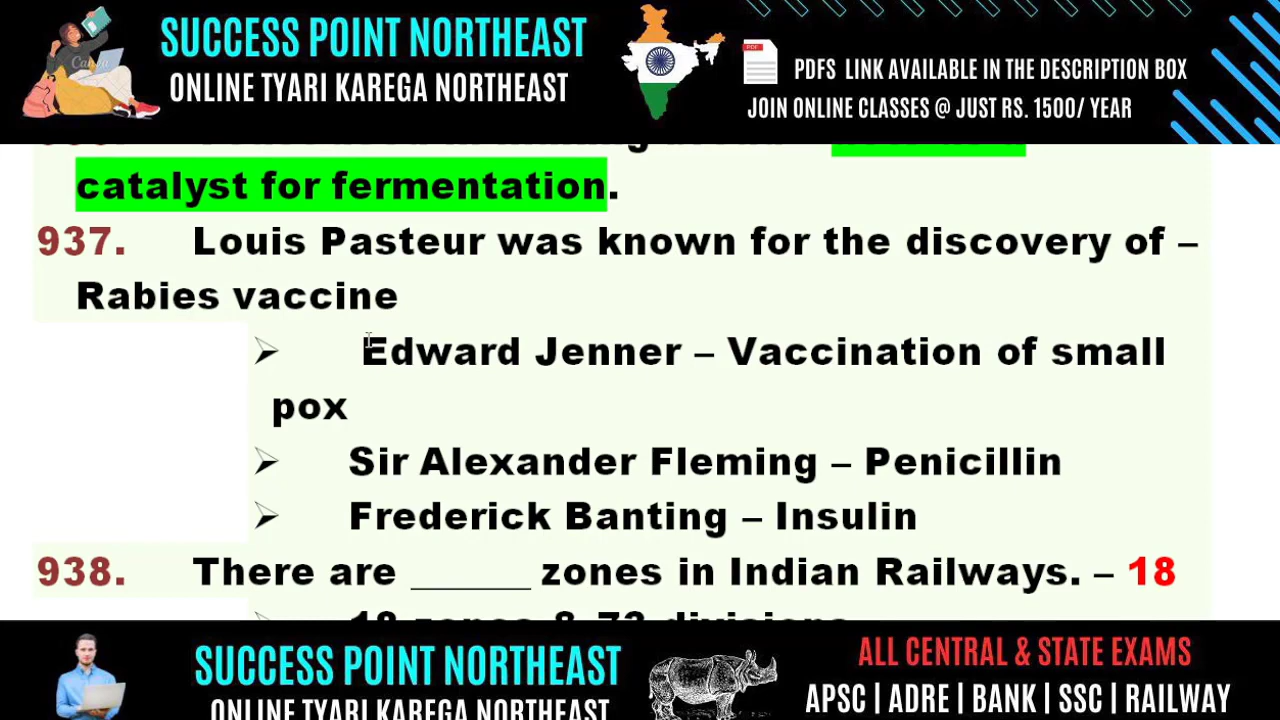 SUCCESS POINT NORTHEAST
ONLINE TYARI KAREGA NORTHEAST
Canva
PDF
PDFS LINK AVAILABLE IN THE DESCRIPTION BOX
JOIN ONLINE CLASSES @ JUST RS. 1500/ YEAR
catalyst for fermentation.
937. Louis Pasteur was known for the discovery of –
Rabies vaccine
➢ Edward Jenner – Vaccination of small
pox
➢ Sir Alexander Fleming – Penicillin
➢ Frederick Banting – Insulin
938. There are ______ zones in Indian Railways. – 18
SUCCESS POINT NORTHEAST
ONLINE TYARI KAREGA NORTHEAST
ALL CENTRAL & STATE EXAMS
APSC | ADRE | BANK | SSC | RAILWAY